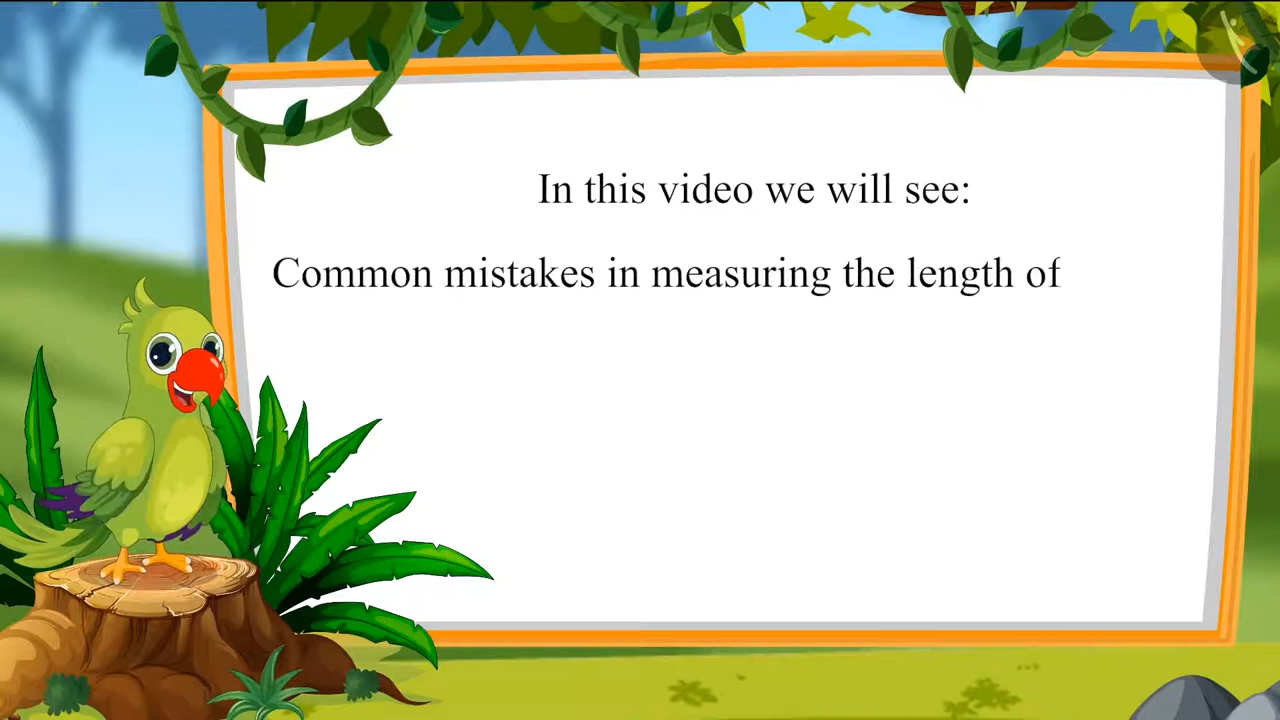 In this video we will see:
Common mistakes in measuring the length of